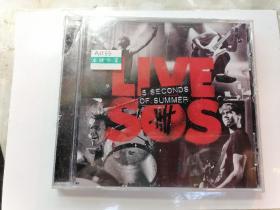 LIVE
5 SECONDS
OF SUMMER
SOS